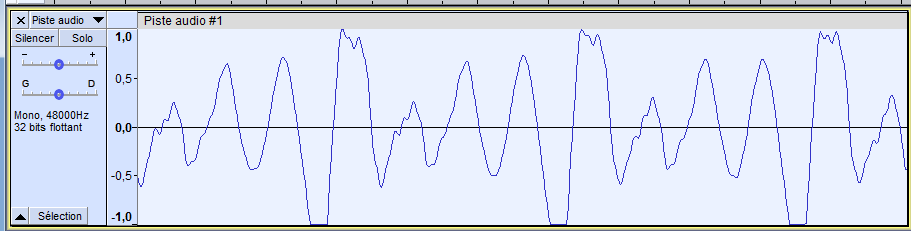 Piste audio
Piste audio #1
Silencer Solo
- +
G D
Mono, 48000Hz
32 bits flottant
Sélection
1,0
0,5
0,0
-0,5
-1,0